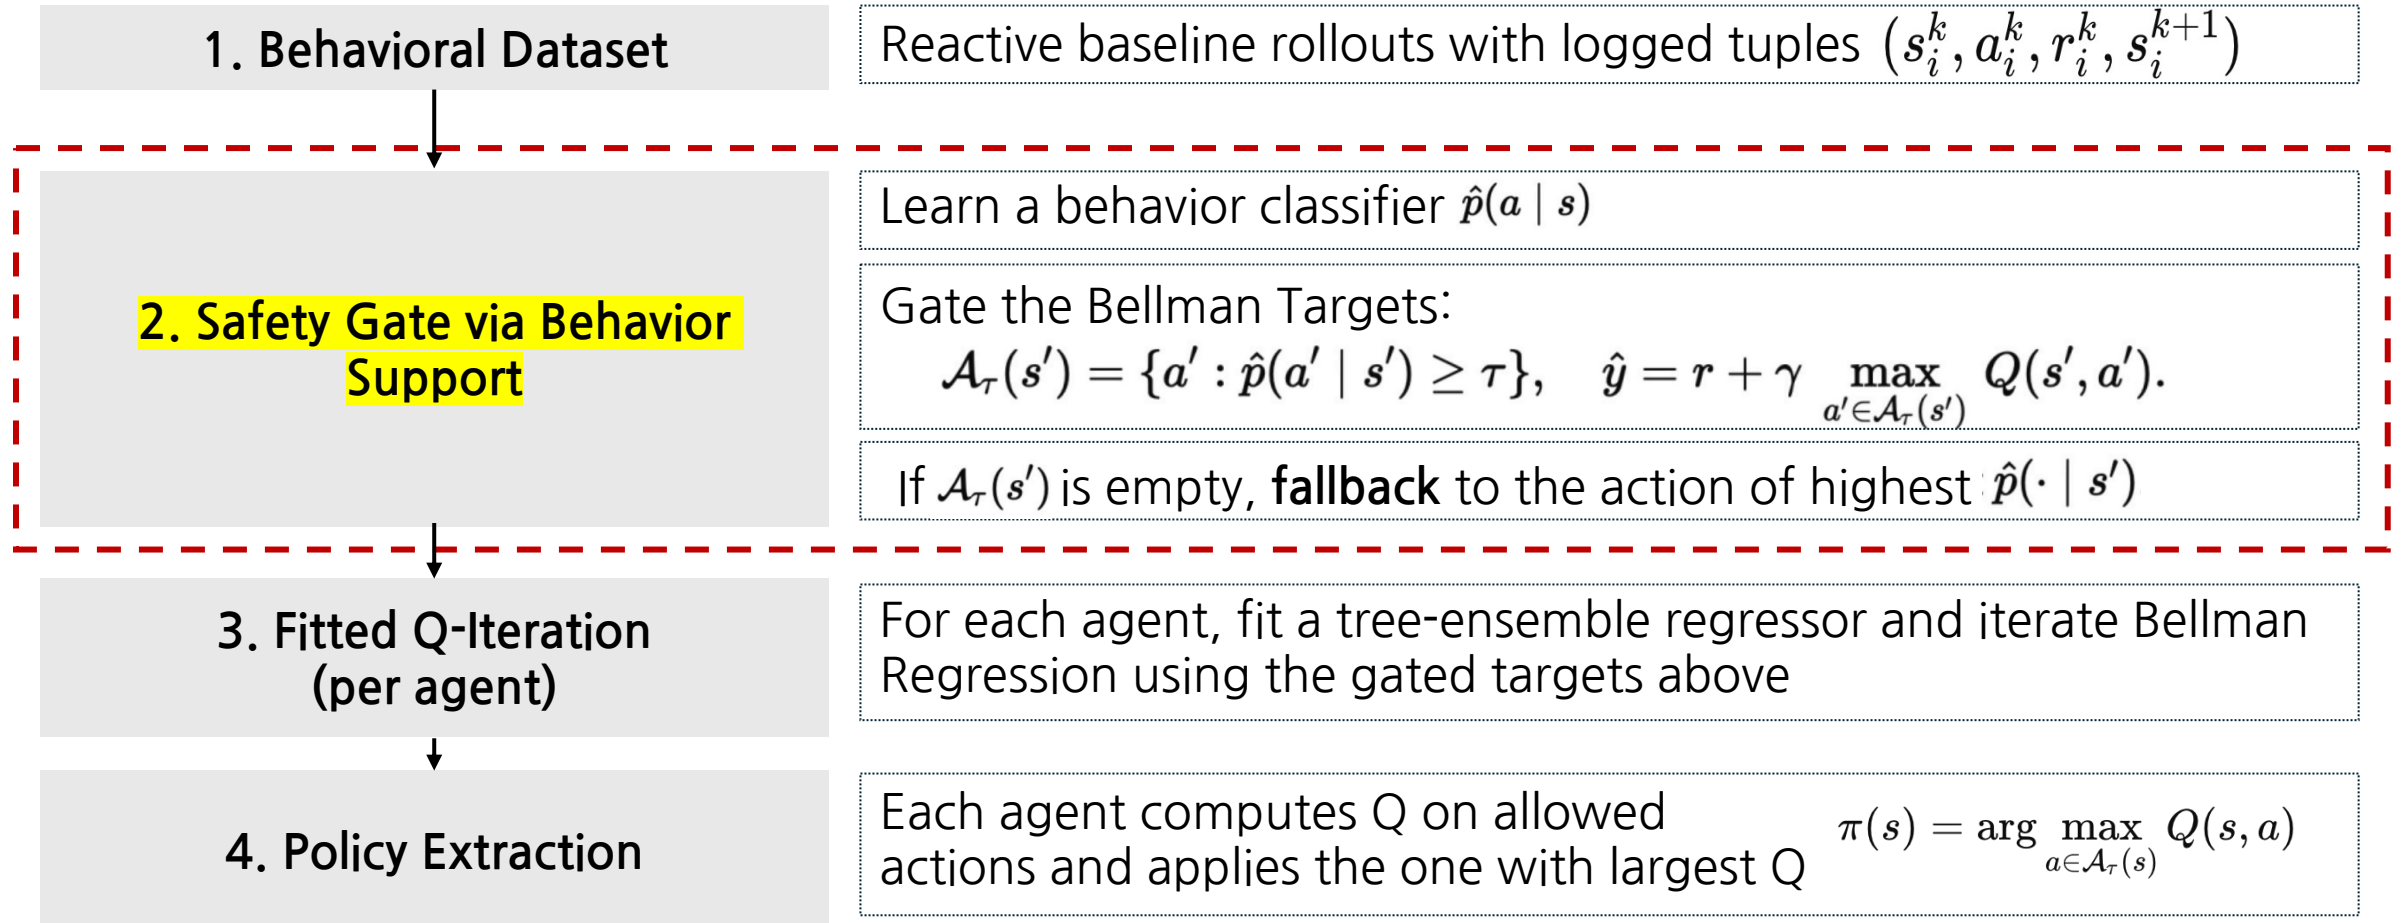 1. Behavioral Dataset
Reactive baseline rollouts with logged tuples (s_i^k, a_i^k, r_i^k, s_i^{k+1})
2. Safety Gate via Behavior
Support
Learn a behavior classifier p̂(a | s)
Gate the Bellman Targets:
𝒜_τ(s′) = {a′ : p̂(a′ | s′) ≥ τ},  ŷ = r + γ max_{a′∈𝒜_τ(s′)} Q(s′, a′).
If 𝒜_τ(s′) is empty, fallback to the action of highest p̂(· | s′)
3. Fitted Q-Iteration
(per agent)
For each agent, fit a tree-ensemble regressor and iterate Bellman
Regression using the gated targets above
4. Policy Extraction
Each agent computes Q on allowed
actions and applies the one with largest Q
π(s) = arg max_{a∈𝒜_τ(s)} Q(s, a)